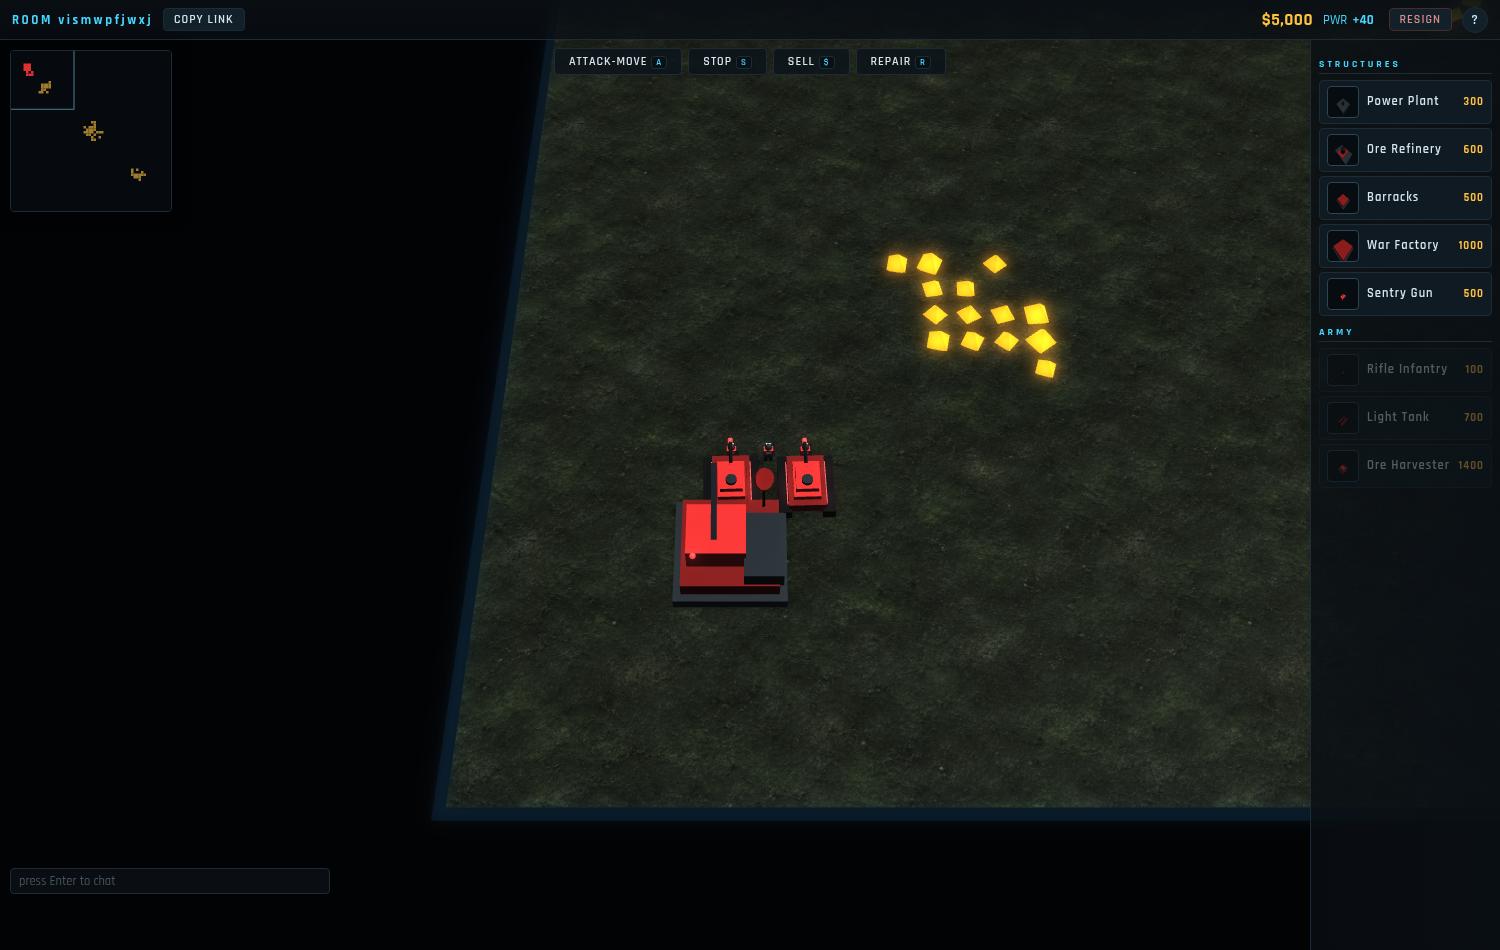 ROOM vismwpfjwxj COPY LINK $5,000 PWR +40 RESIGN ?
ATTACK-MOVE A STOP S SELL $ REPAIR R
STRUCTURES
Power Plant 300
Ore Refinery 600
Barracks 500
War Factory 1000
Sentry Gun 500
ARMY
Rifle Infantry 100
Light Tank 700
Ore Harvester 1400
press Enter to chat